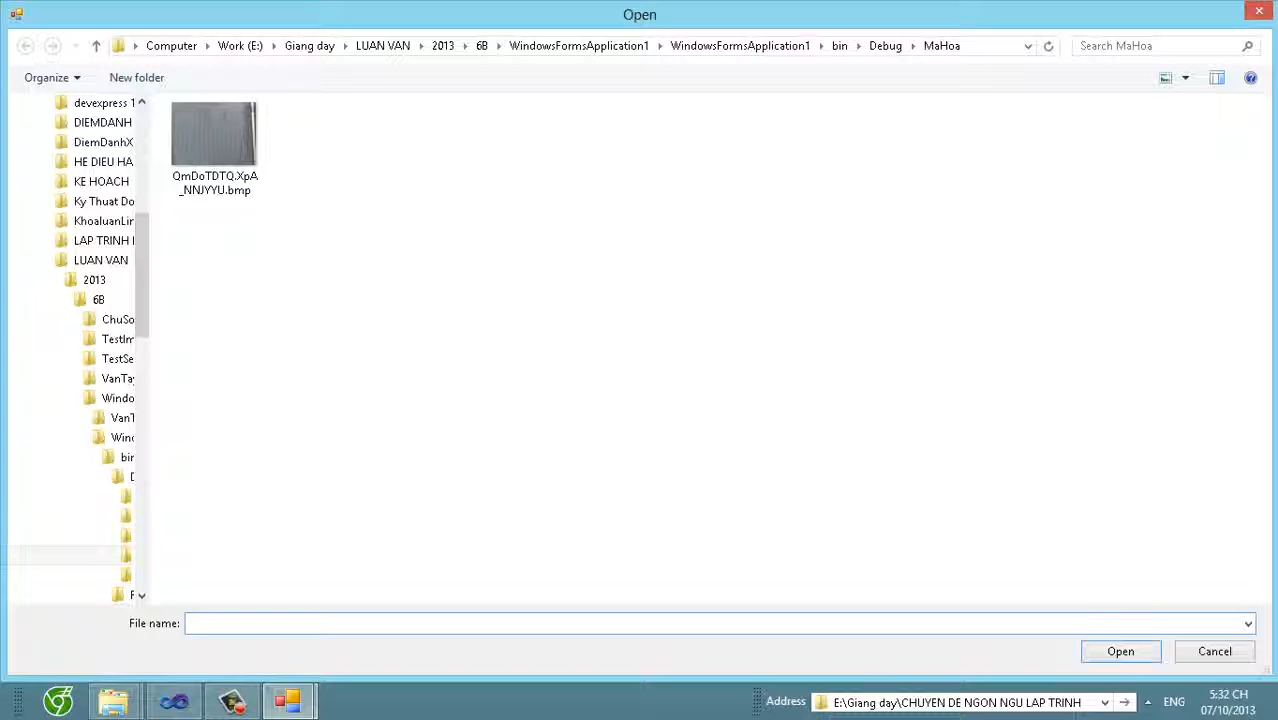 Open
Computer Work (E:) Giang day LUAN VAN 2013 6B WindowsFormsApplication1 WindowsFormsApplication1 bin Debug MaHoa Search MaHoa
Organize New folder
devexpress 1
DIEMDANH
DiemDanhX
HE DIEU HA
KE HOACH
Ky Thuat Do
KhoaluanLir
LAP TRINH I
LUAN VAN
2013
6B
ChuSo
TestIm
TestSe
VanTay
Windo
VanT
Winc
bin
D
QmDoTDTQ.XpA
_NNJYYU.bmp
File name:
Open Cancel
Address E:\Giang day\CHUYEN DE NGON NGU LAP TRINH ENG 5:32 CH
07/10/2013